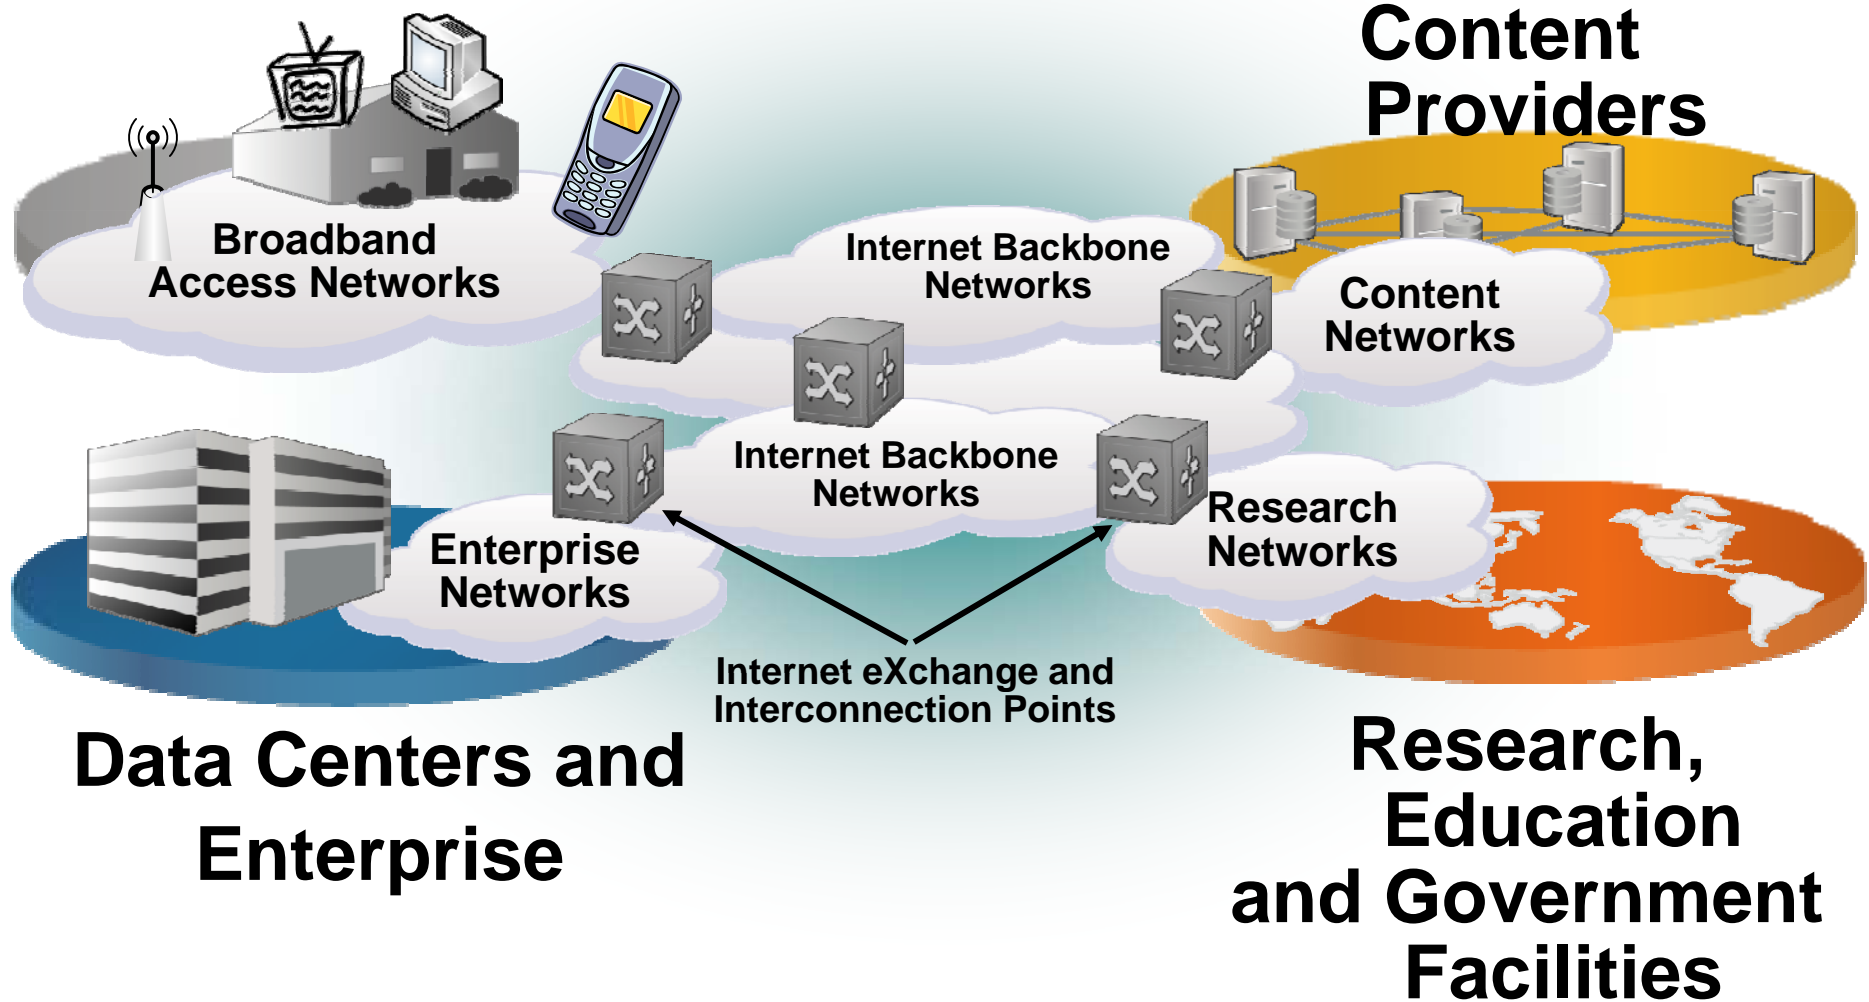 Content
Providers
Broadband
Access Networks
Internet Backbone
Networks
Content
Networks
Internet Backbone
Networks
Research
Networks
Enterprise
Networks
Internet eXchange and
Interconnection Points
Data Centers and
Enterprise
Research,
Education
and Government
Facilities